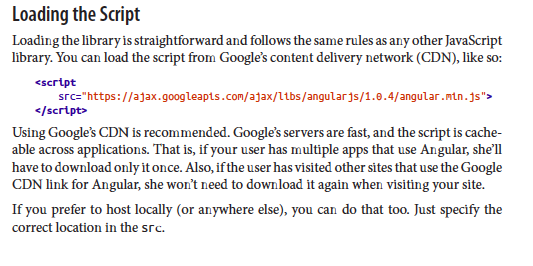 Loading the Script
Loading the library is straightforward and follows the same rules as any other JavaScript
library. You can load the script from Google’s content delivery network (CDN), like so:
<script
src="https://ajax.googleapis.com/ajax/libs/angularjs/1.0.4/angular.min.js">
</script>
Using Google’s CDN is recommended. Google’s servers are fast, and the script is cache-
able across applications. That is, if your user has multiple apps that use Angular, she’ll
have to download only it once. Also, if the user has visited other sites that use the Google
CDN link for Angular, she won’t need to download it again when visiting your site.
If you prefer to host locally (or anywhere else), you can do that too. Just specify the
correct location in the src.